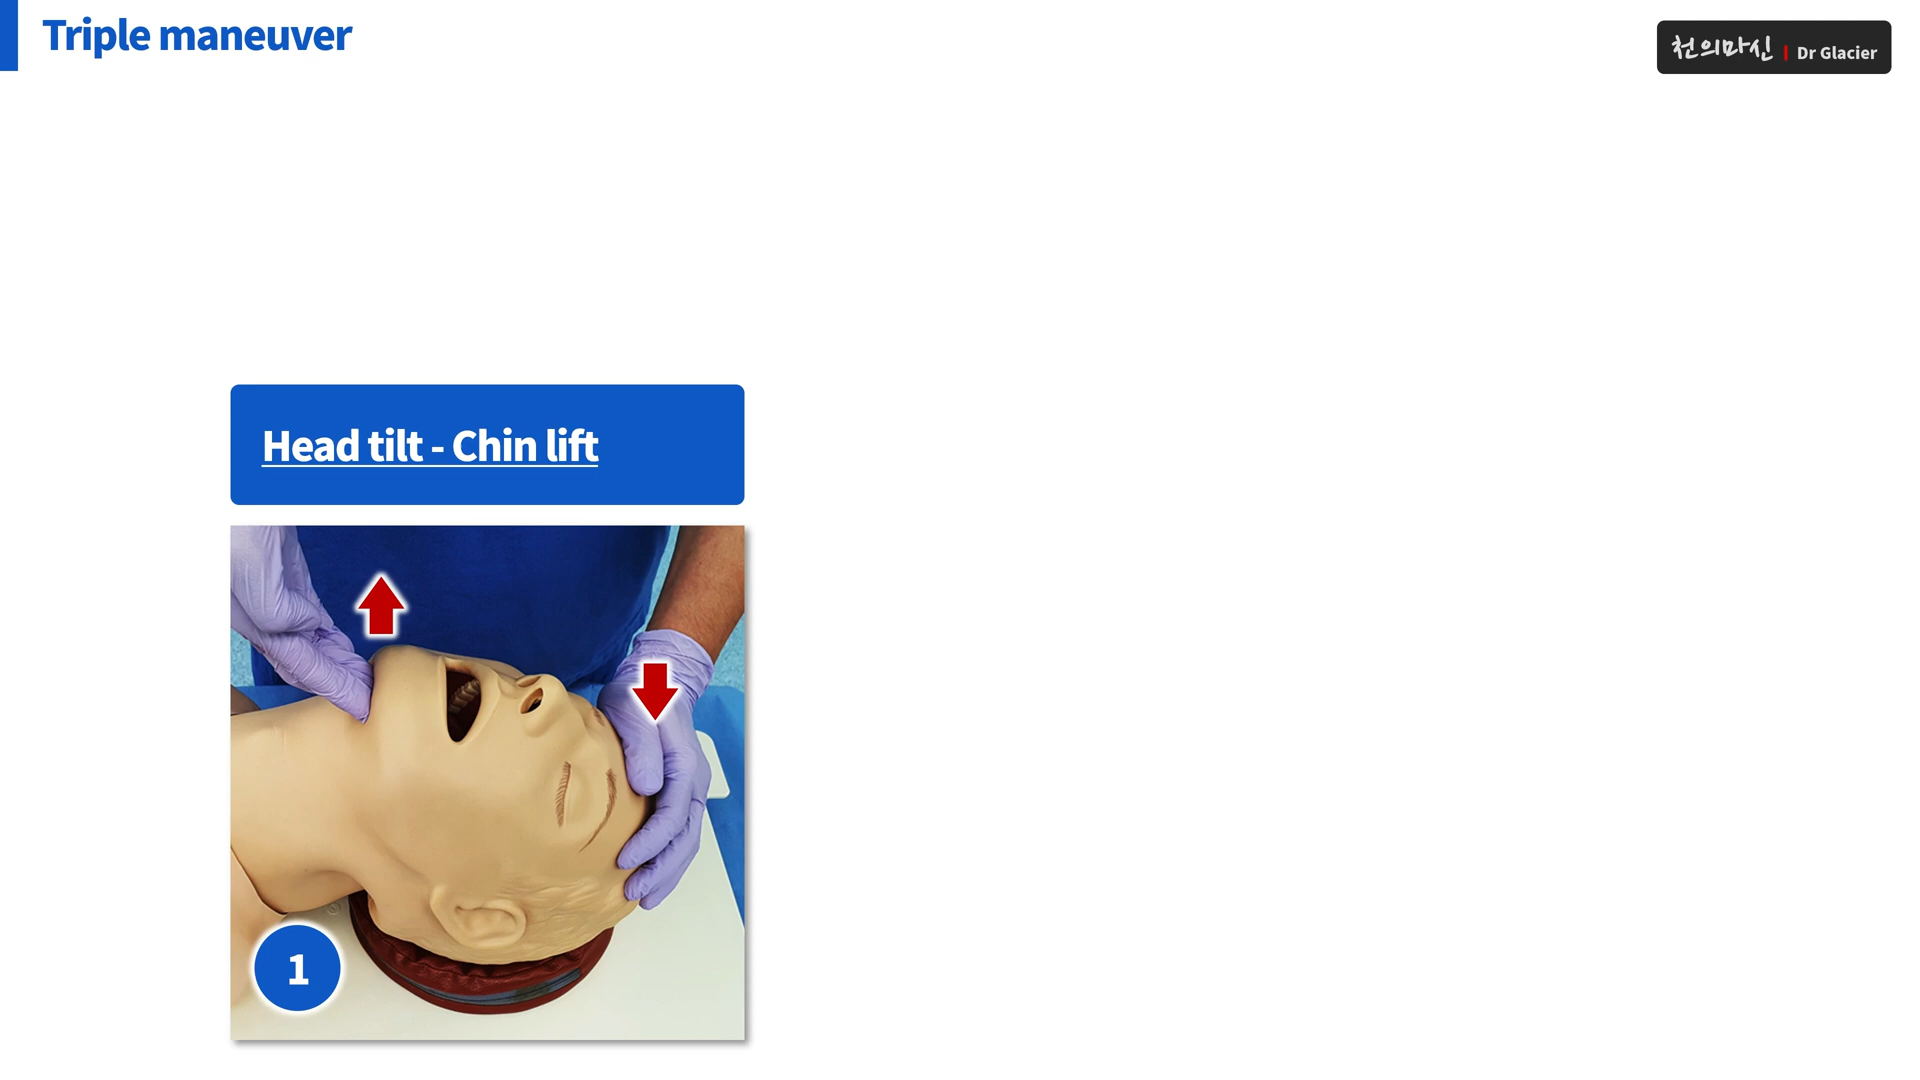 Triple maneuver
천의마신 | Dr Glacier
Head tilt - Chin lift
1